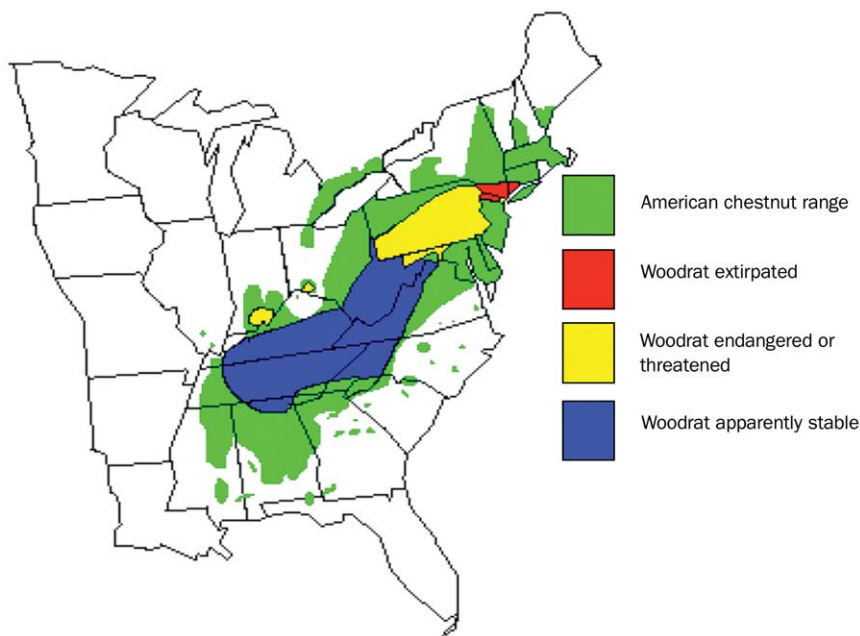 American chestnut range
Woodrat extirpated
Woodrat endangered or
threatened
Woodrat apparently stable